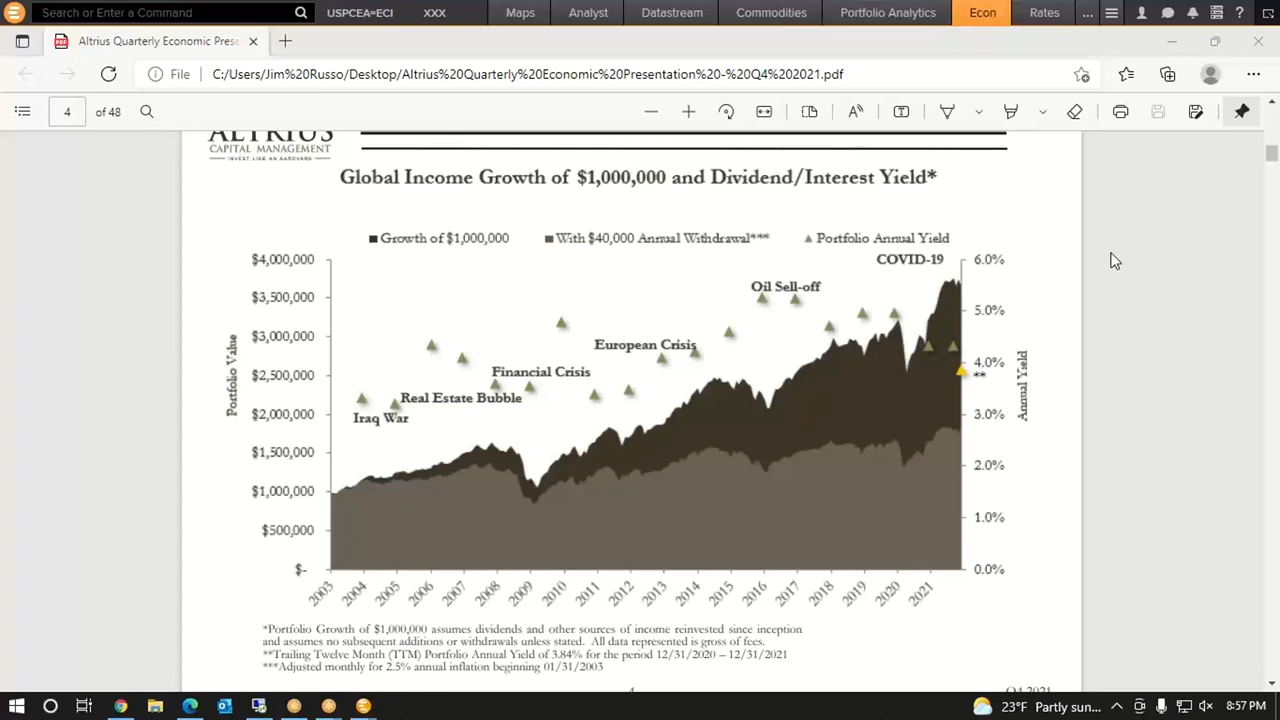 Search or Enter a Command
USPCEA=ECI
XXX
Maps
Analyst
Datastream
Commodities
Portfolio Analytics
Econ
Rates
...
?
PDF
Altrius Quarterly Economic Prese
File
C:/Users/Jim%20Russo/Desktop/Altrius%20Quarterly%20Economic%20Presentation%20-%20Q4%202021.pdf
4 of 48
ALTRIUS
CAPITAL MANAGEMENT
INVEST LIKE AN AARDVARK
Global Income Growth of $1,000,000 and Dividend/Interest Yield*
Growth of $1,000,000
With $40,000 Annual Withdrawal***
Portfolio Annual Yield
COVID-19
Oil Sell-off
European Crisis
Financial Crisis
Real Estate Bubble
Iraq War
**
Portfolio Value
$4,000,000
$3,500,000
$3,000,000
$2,500,000
$2,000,000
$1,500,000
$1,000,000
$500,000
$-
6.0%
5.0%
4.0%
3.0%
2.0%
1.0%
0.0%
Annual Yield
2003 2004 2005 2006 2007 2008 2009 2010 2011 2012 2013 2014 2015 2016 2017 2018 2019 2020 2021
*Portfolio Growth of $1,000,000 assumes dividends and other sources of income reinvested since inception
and assumes no subsequent additions or withdrawals unless stated. All data represented is gross of fees.
**Trailing Twelve Month (TTM) Portfolio Annual Yield of 3.84% for the period 12/31/2020 – 12/31/2021
***Adjusted monthly for 2.5% annual inflation beginning 01/31/2003
4
Q4 2021
23°F Partly sun...
8:57 PM